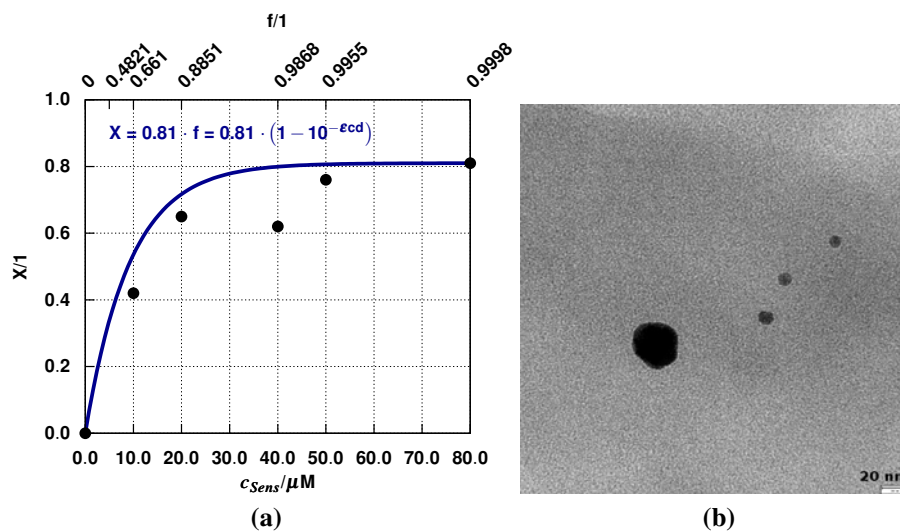 f/1
0 0.4821 0.661 0.8851 0.9868 0.9955 0.9998
X = 0.81 · f = 0.81 · (1 − 10^{−εcd})
1.0
0.8
0.6
0.4
0.2
0.0
X/1
0.0 10.0 20.0 30.0 40.0 50.0 60.0 70.0 80.0
c_{Sens}/μM
20 nm
(a) (b)